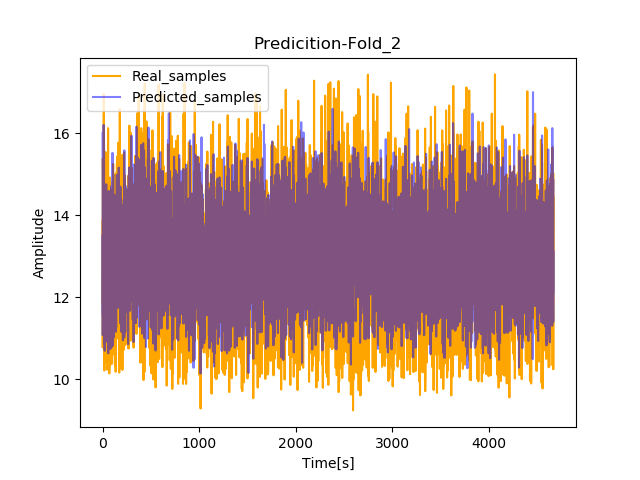 Predicition-Fold_2
Real_samples
Predicted_samples
Amplitude
16
14
12
10
0 1000 2000 3000 4000
Time[s]